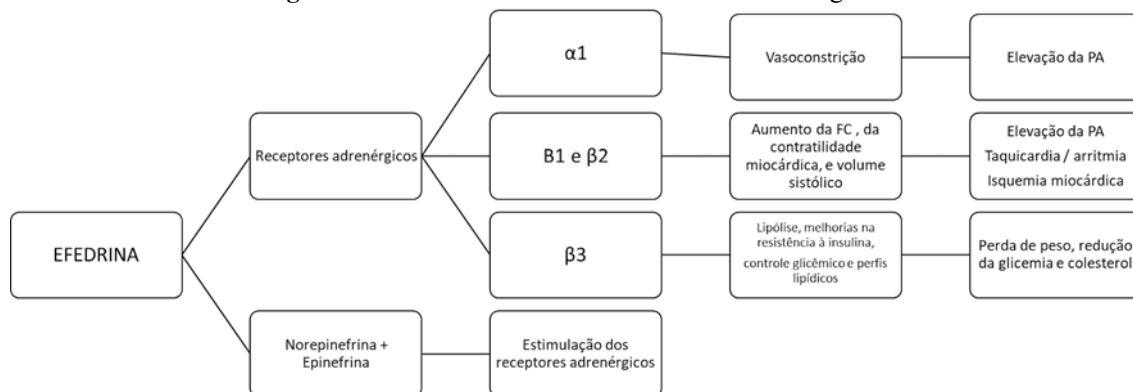 α1
Vasoconstrição
Elevação da PA
Receptores adrenérgicos
B1 e β2
Aumento da FC , da
contratilidade
miocárdica, e volume
sistólico
Elevação da PA
Taquicardia / arritmia
Isquemia miocárdica
EFEDRINA
β3
Lipólise, melhorias na
resistência à insulina,
controle glicêmico e perfis
lipídicos
Perda de peso, redução
da glicemia e colesterol
Norepinefrina +
Epinefrina
Estimulação dos
receptores adrenérgicos